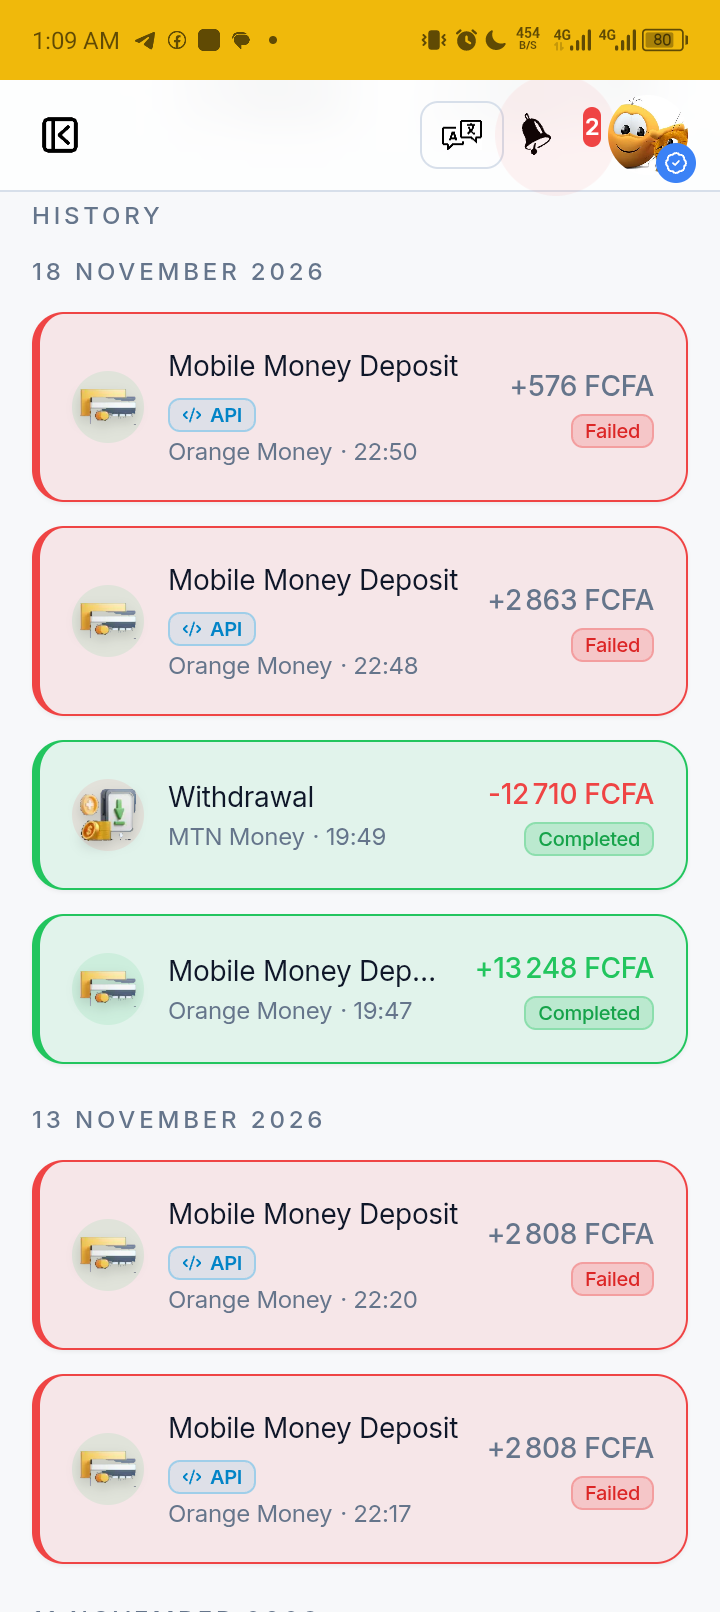 1:09 AM
454 B/S 4G 4G 80
A 文 2
HISTORY
18 NOVEMBER 2026
Mobile Money Deposit
+576 FCFA
</> API
Failed
Orange Money · 22:50
Mobile Money Deposit
+2 863 FCFA
</> API
Failed
Orange Money · 22:48
Withdrawal
-12 710 FCFA
MTN Money · 19:49
Completed
Mobile Money Dep...
+13 248 FCFA
Orange Money · 19:47
Completed
13 NOVEMBER 2026
Mobile Money Deposit
+2 808 FCFA
</> API
Failed
Orange Money · 22:20
Mobile Money Deposit
+2 808 FCFA
</> API
Failed
Orange Money · 22:17